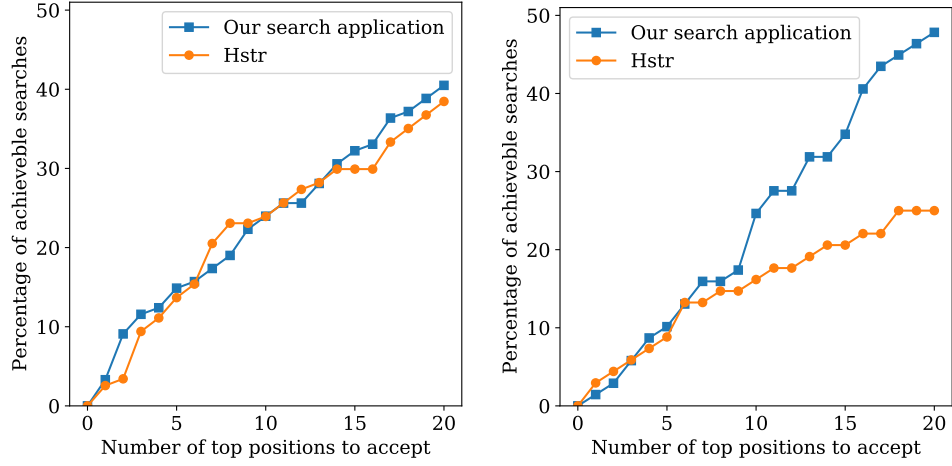 Percentage of achieveble searches
50
40
30
20
10
0
Our search application
Hstr
0 5 10 15 20
Number of top positions to accept
Percentage of achieveble searches
50
40
30
20
10
0
Our search application
Hstr
0 5 10 15 20
Number of top positions to accept